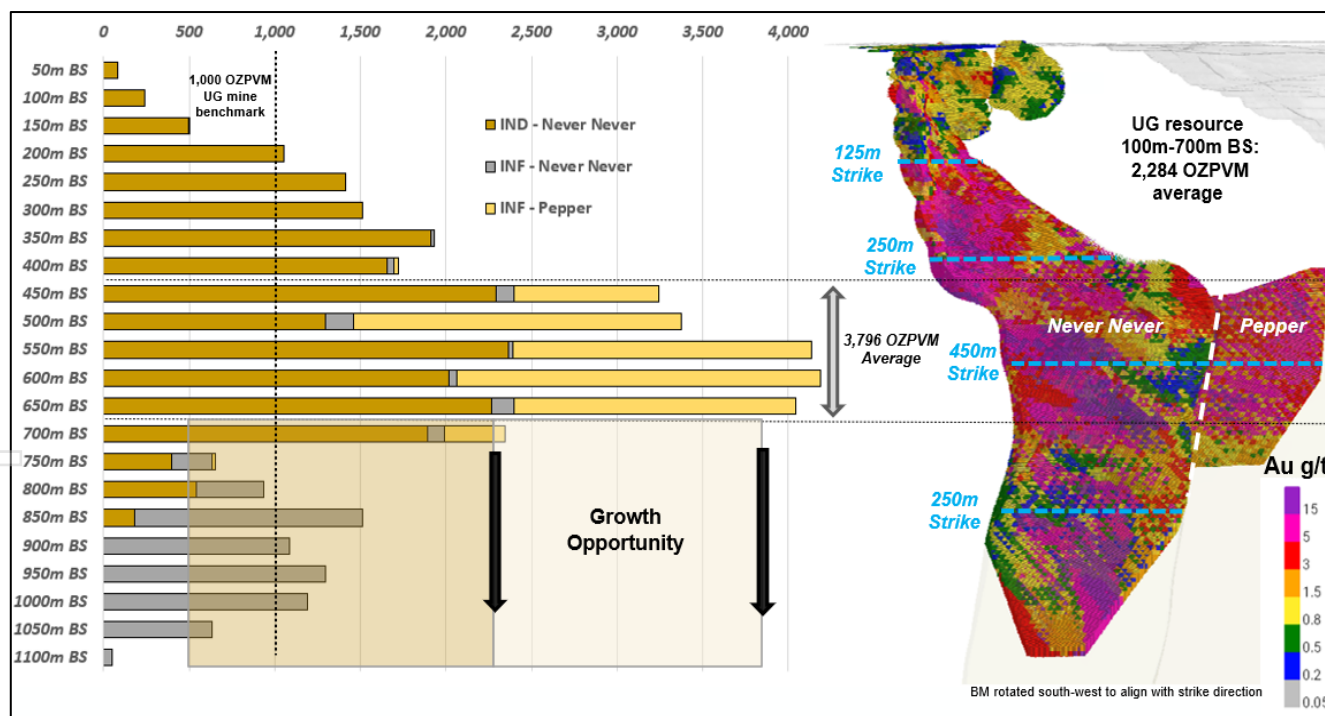 0 500 1,000 1,500 2,000 2,500 3,000 3,500 4,000
50m BS
100m BS
150m BS
200m BS
250m BS
300m BS
350m BS
400m BS
450m BS
500m BS
550m BS
600m BS
650m BS
700m BS
750m BS
800m BS
850m BS
900m BS
950m BS
1000m BS
1050m BS
1100m BS
1,000 OZPVM
UG mine
benchmark
IND - Never Never
INF - Never Never
INF - Pepper
3,796 OZPVM
Average
Growth
Opportunity
UG resource
100m-700m BS:
2,284 OZPVM
average
125m
Strike
250m
Strike
Never Never
Pepper
450m
Strike
250m
Strike
Au g/t
15
5
3
1.5
0.8
0.5
0.2
0.05
BM rotated south-west to align with strike direction